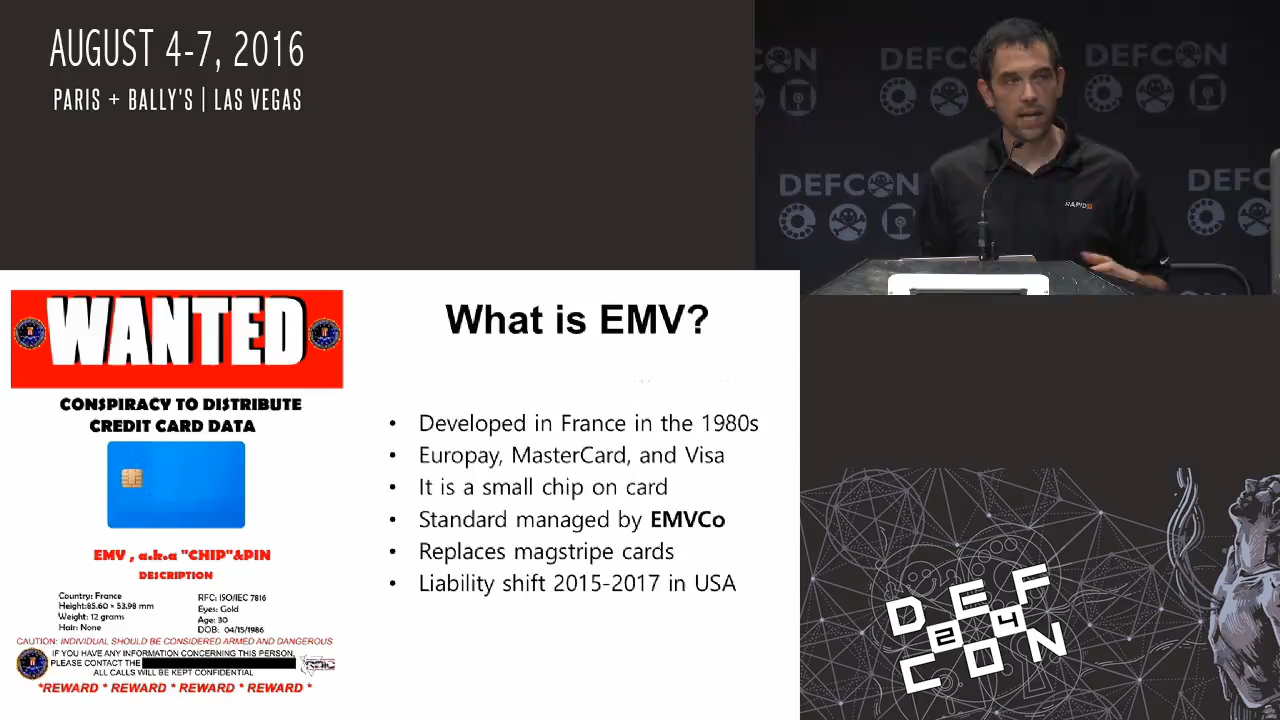 AUGUST 4-7, 2016
PARIS + BALLY'S | LAS VEGAS
DEFCON
DEFCON
RAPID7
WANTED
CONSPIRACY TO DISTRIBUTE
CREDIT CARD DATA
EMV , a.k.a "CHIP"&PIN
DESCRIPTION
Country: France
Height:85.60 × 53.98 mm
Weight: 12 grams
Hair: None
RFC: ISO/IEC 7816
Eyes: Gold
Age: 30
DOB: 04/15/1986
CAUTION: INDIVIDUAL SHOULD BE CONSIDERED ARMED AND DANGEROUS
IF YOU HAVE ANY INFORMATION CONCERNING THIS PERSON,
PLEASE CONTACT THE
ALL CALLS WILL BE KEPT CONFIDENTIAL
*REWARD * REWARD * REWARD * REWARD *
What is EMV?
• Developed in France in the 1980s
• Europay, MasterCard, and Visa
• It is a small chip on card
• Standard managed by EMVCo
• Replaces magstripe cards
• Liability shift 2015-2017 in USA
DEF
24
CON